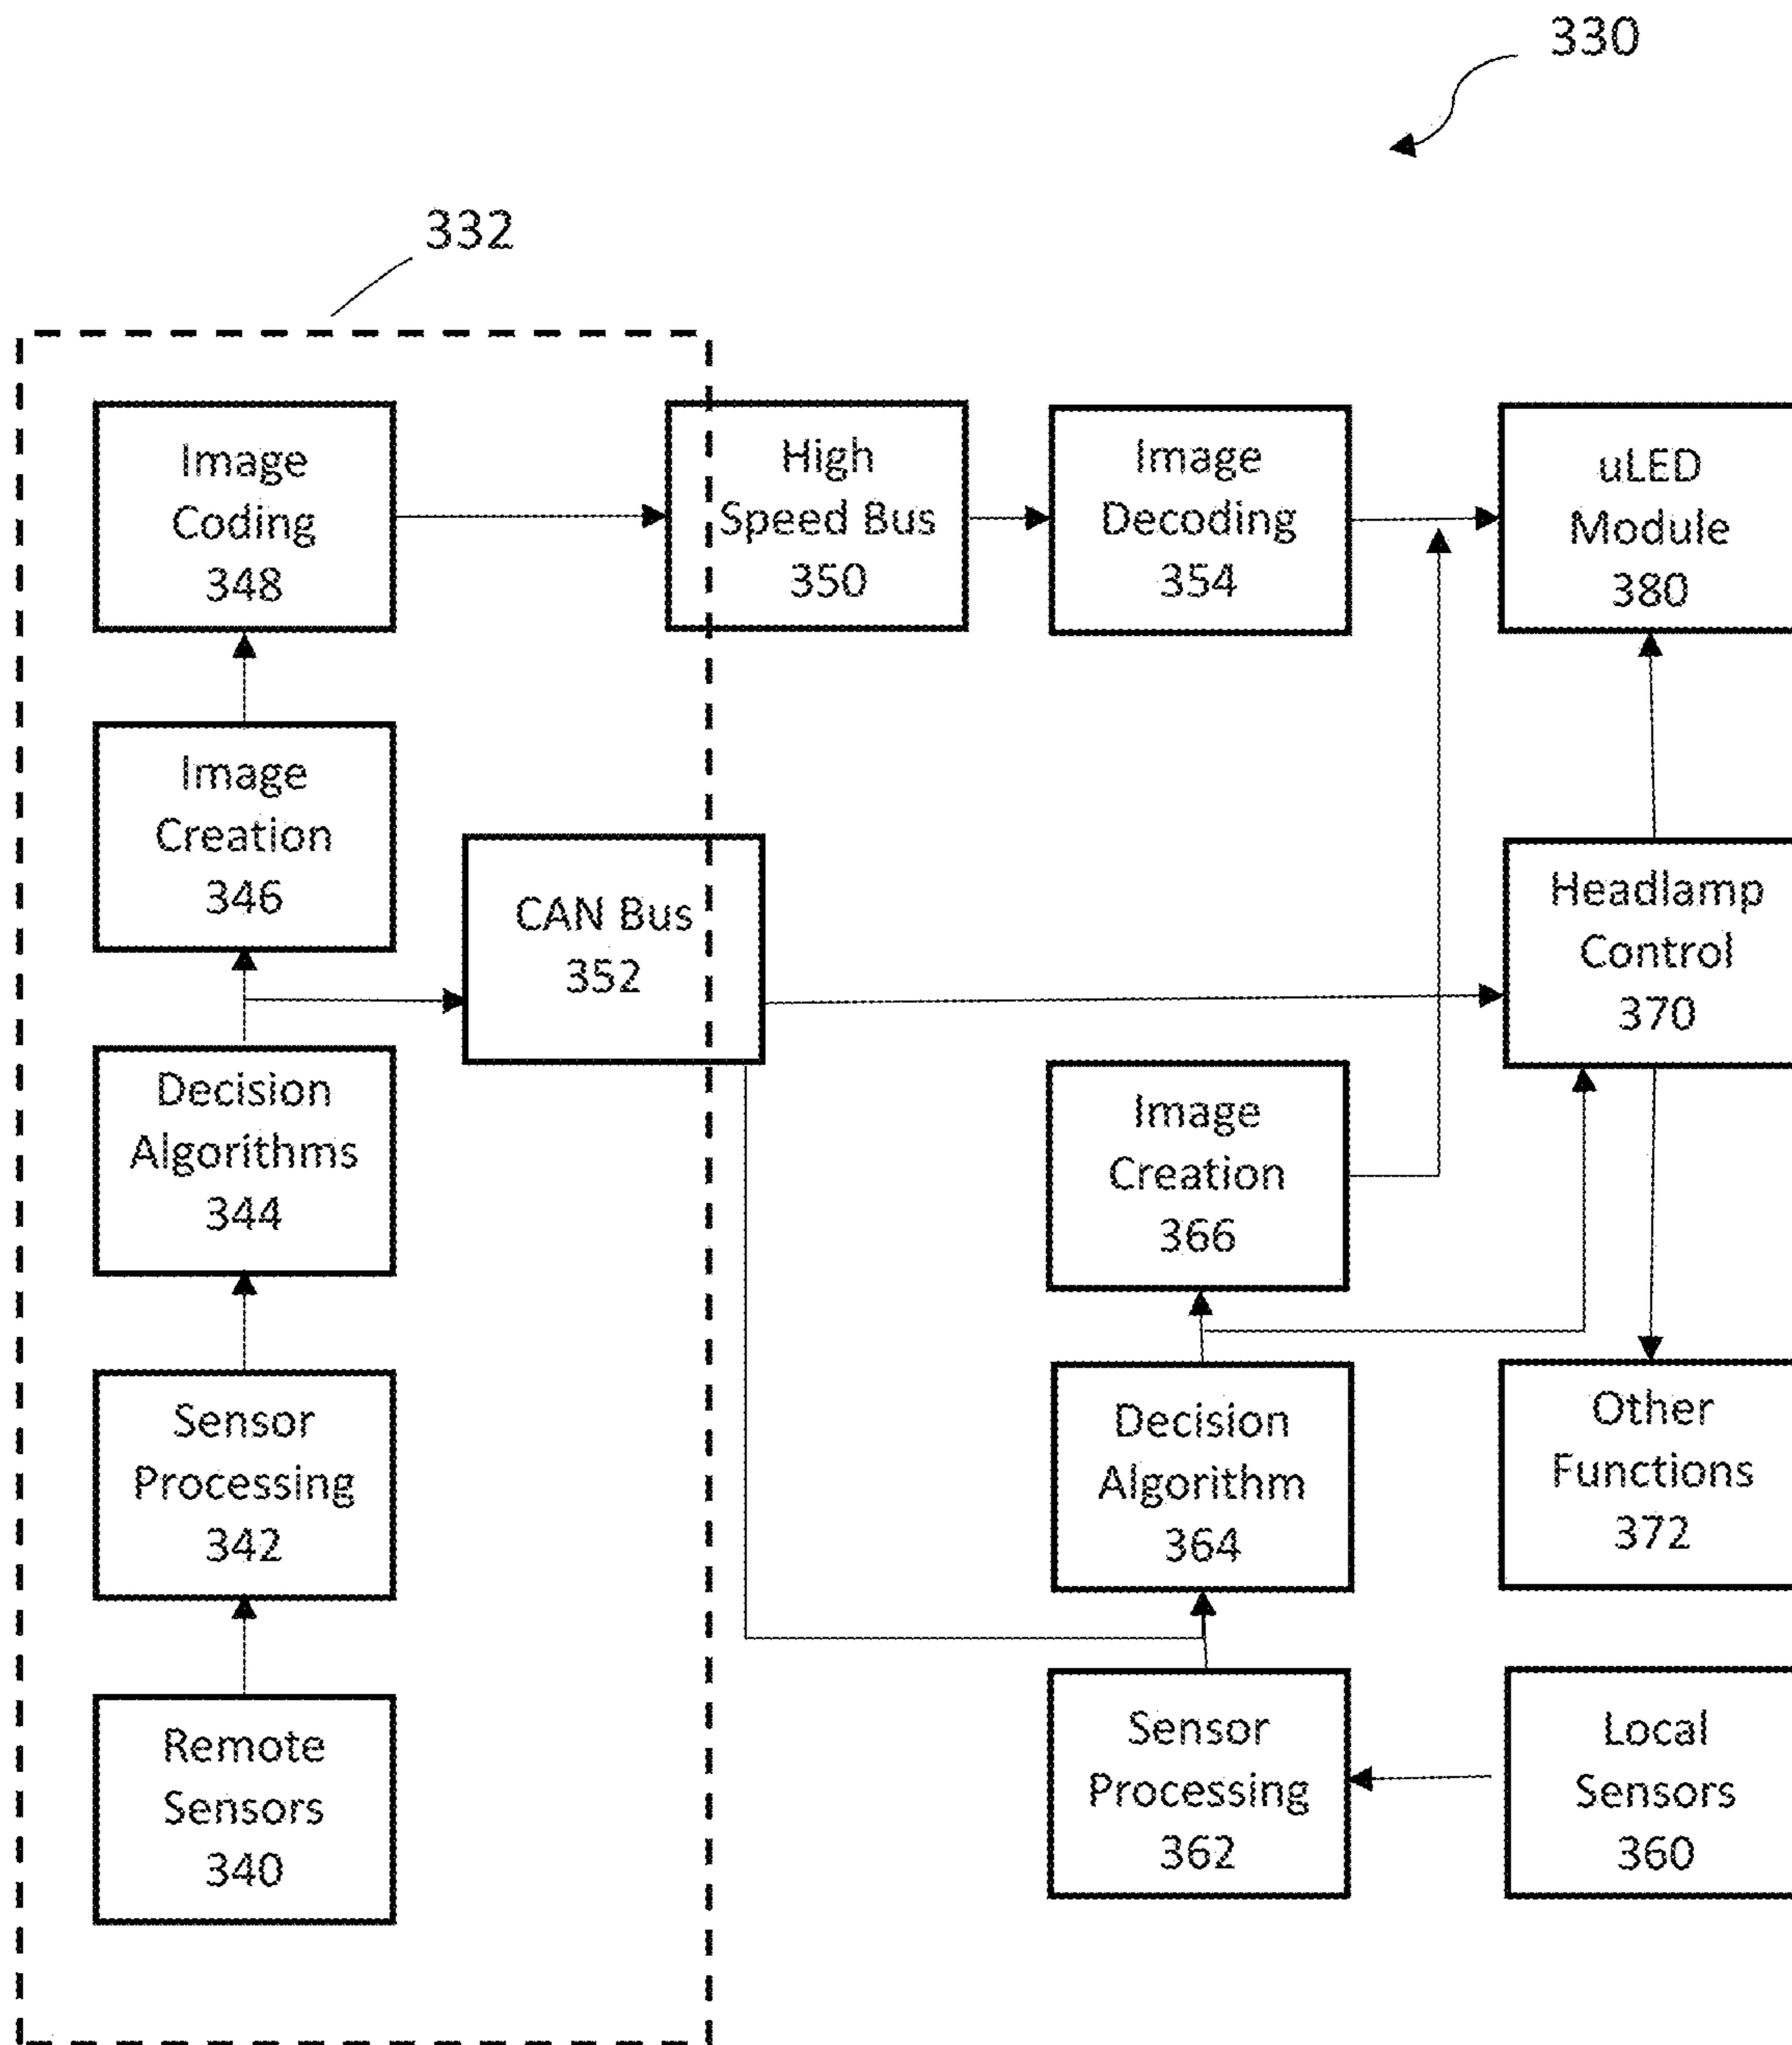 330
332
Image
Coding
348
High
Speed Bus
350
Image
Decoding
354
uLED
Module
380
Image
Creation
346
CAN Bus
352
Headlamp
Control
370
Decision
Algorithms
344
Image
Creation
366
Sensor
Processing
342
Decision
Algorithm
364
Other
Functions
372
Remote
Sensors
340
Sensor
Processing
362
Local
Sensors
360